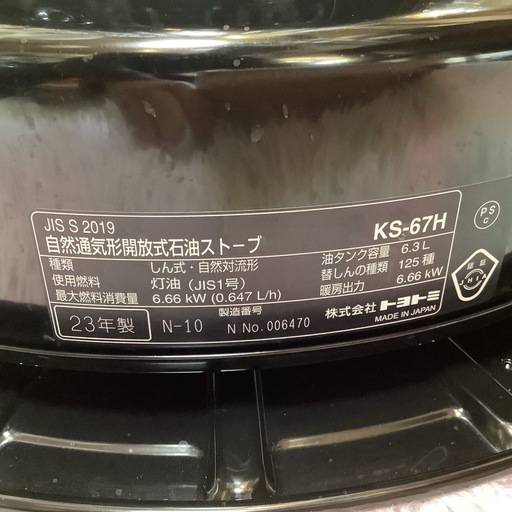 JIS S 2019
自然通気形開放式石油ストーブ
KS-67H
種類 しん式・自然対流形
使用燃料 灯油 (JIS1号)
最大燃料消費量 6.66 kW (0.647 L/h)
油タンク容量 6.3 L
替しんの種類 125 種
暖房出力 6.66 kW
23年製 N-10 製造番号 N No. 006470
株式会社 トヨトミ
MADE IN JAPAN
PS
C
認証
JHIA